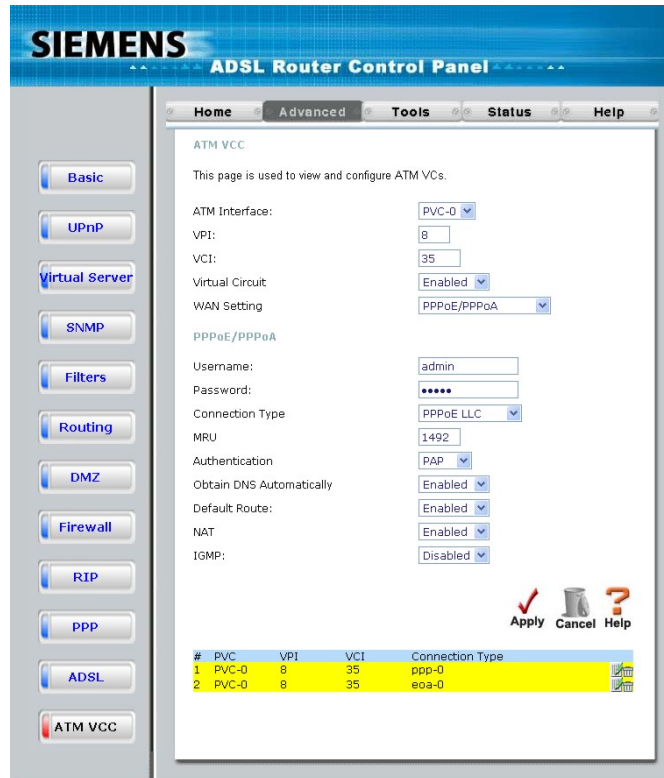 SIEMENS
ADSL Router Control Panel
Home Advanced Tools Status Help
Basic
UPnP
Virtual Server
SNMP
Filters
Routing
DMZ
Firewall
RIP
PPP
ADSL
ATM VCC
ATM VCC
This page is used to view and configure ATM VCs.
ATM Interface: PVC-0
VPI: 8
VCI: 35
Virtual Circuit Enabled
WAN Setting PPPoE/PPPoA
PPPoE/PPPoA
Username: admin
Password: •••••
Connection Type PPPoE LLC
MRU 1492
Authentication PAP
Obtain DNS Automatically Enabled
Default Route: Enabled
NAT Enabled
IGMP: Disabled
Apply Cancel Help
# PVC VPI VCI Connection Type
1 PVC-0 8 35 ppp-0
2 PVC-0 8 35 eoa-0